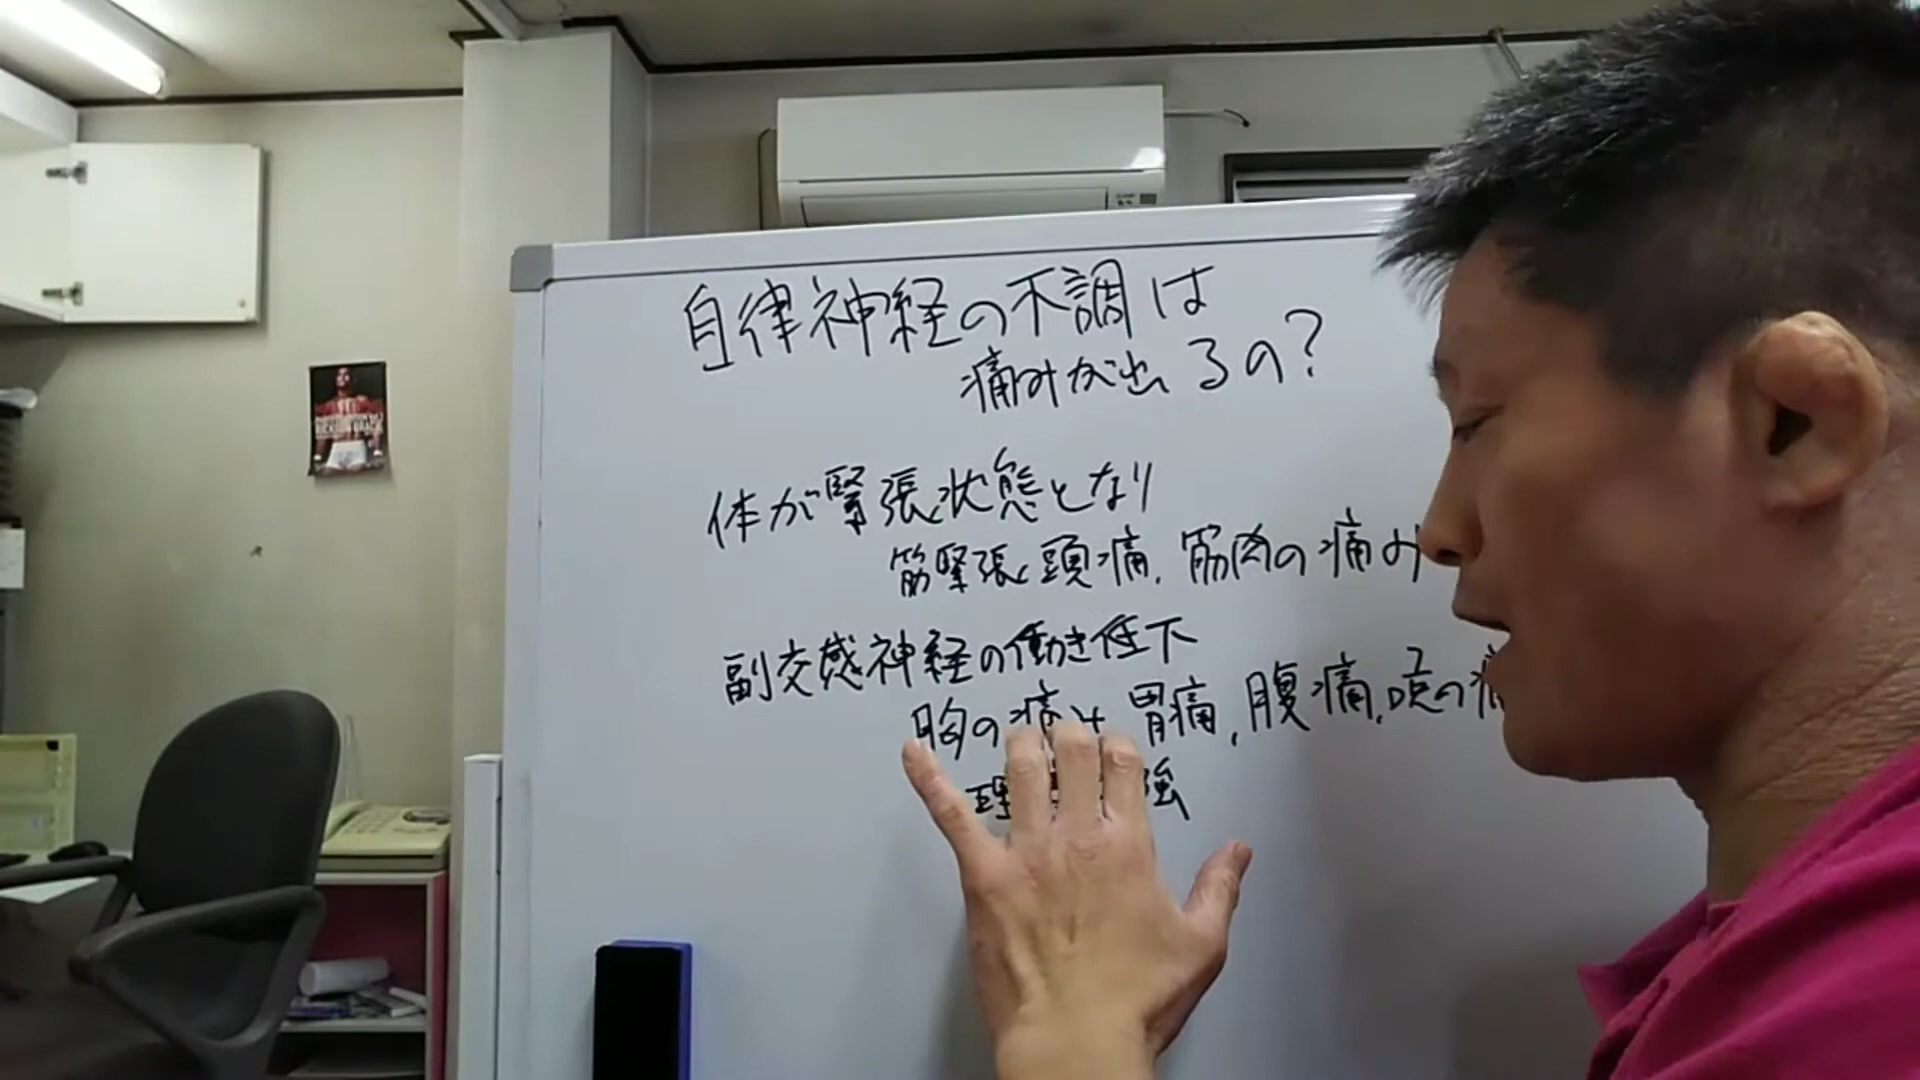 自律神経の不調は
痛みが出るの?
体が緊張状態となり
筋緊張頭痛,筋肉の痛み
副交感神経の働き低下
胸の痛み 胃痛,腹痛,喉の
理 強